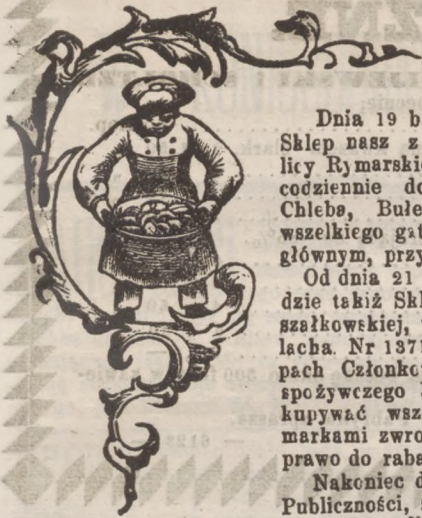 Dnia 19 b
Sklep nasz z
licy Rymarskie
codziennie do
Chleba, Bułe
wszelkiego gat
głównym, przy
Od dnia 21
dzie takiż Skl
szałkowskiej,
lacha. Nr 137
pach Członko
spożywczego
kupywać wsz
markami zwro
prawo do raba
Nakoniec d
Publiczności,